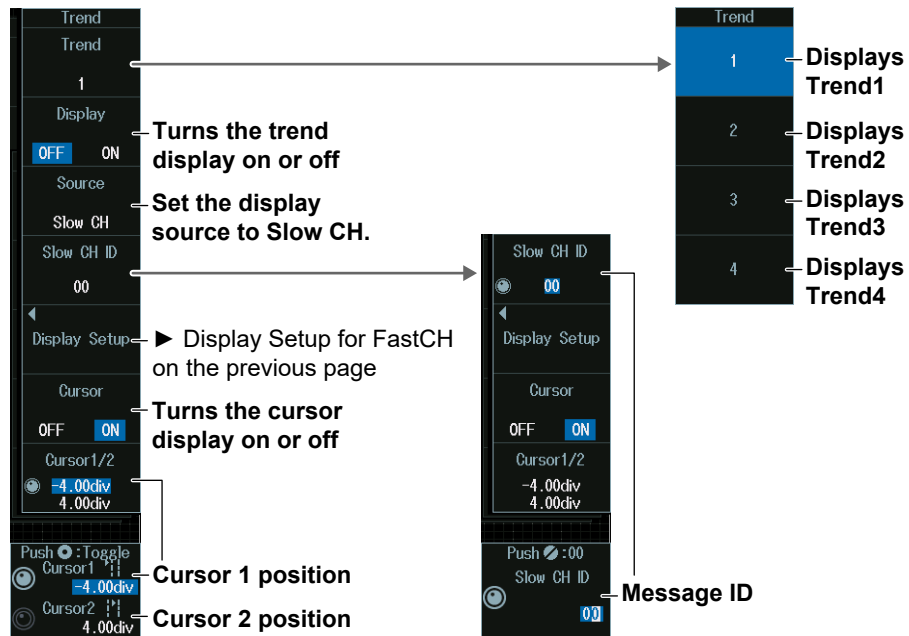 Trend
Trend
1
Display
OFF ON
Source
Slow CH
Slow CH ID
00
Display Setup
Cursor
OFF ON
Cursor1/2
-4.00div
4.00div
Push :Toggle
Cursor1
-4.00div
Cursor2
4.00div
Turns the trend
display on or off
Set the display
source to Slow CH.
► Display Setup for FastCH
on the previous page
Turns the cursor
display on or off
Cursor 1 position
Cursor 2 position
Slow CH ID
00
Display Setup
Cursor
OFF ON
Cursor1/2
-4.00div
4.00div
Push :00
Slow CH ID
00
Message ID
Trend
1
2
3
4
Displays
Trend1
Displays
Trend2
Displays
Trend3
Displays
Trend4